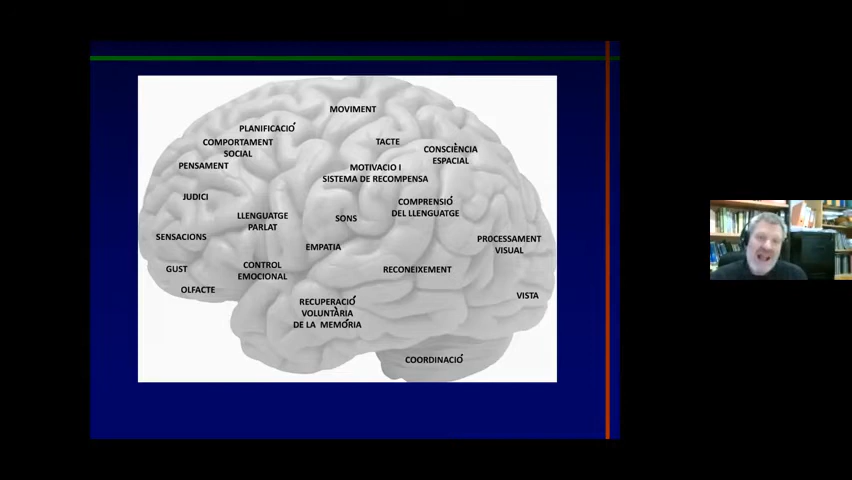 MOVIMENT
PLANIFICACIÓ
COMPORTAMENT
SOCIAL
PENSAMENT
TACTE
CONSCIÈNCIA
ESPACIAL
MOTIVACIO I
SISTEMA DE RECOMPENSA
JUDICI
LLENGUATGE
PARLAT
SONS
COMPRENSIÓ
DEL LLENGUATGE
SENSACIONS
EMPATIA
PROCESSAMENT
VISUAL
GUST
CONTROL
EMOCIONAL
RECONEIXEMENT
OLFACTE
RECUPERACIÓ
VOLUNTÀRIA
DE LA MEMÓRIA
VISTA
COORDINACIÓ